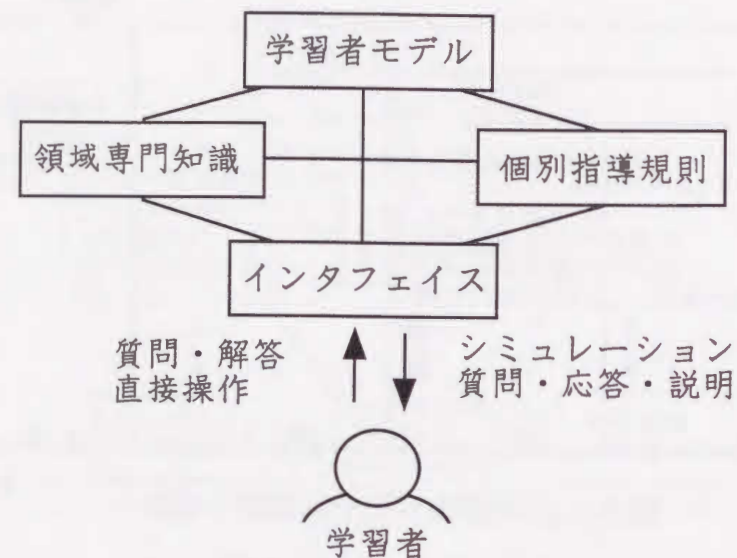 学習者モデル
領域専門知識
個別指導規則
インタフェイス
質問・解答
直接操作
シミュレーション
質問・応答・説明
学習者